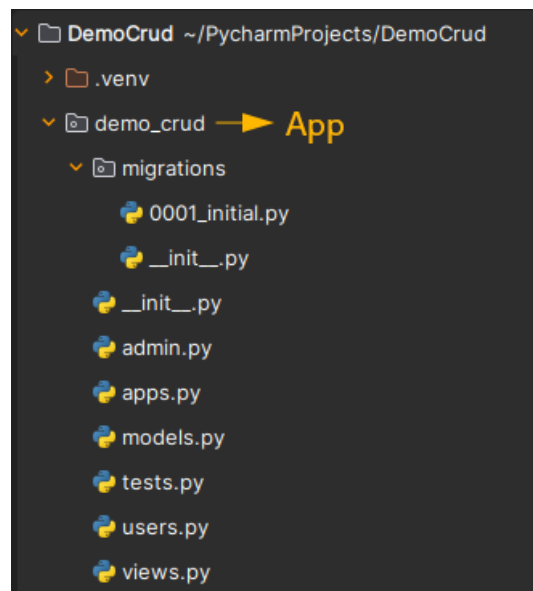 DemoCrud ~/PycharmProjects/DemoCrud
.venv
demo_crud App
migrations
0001_initial.py
__init__.py
__init__.py
admin.py
apps.py
models.py
tests.py
users.py
views.py